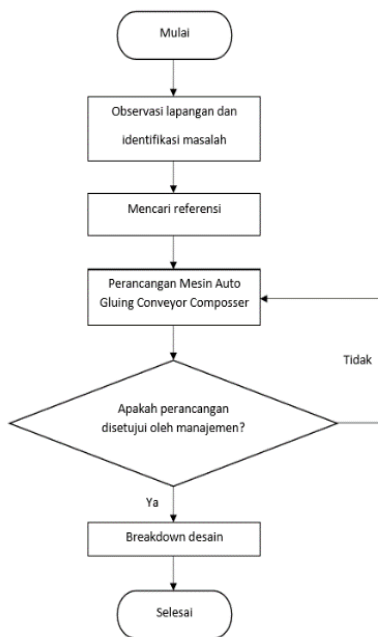 Mulai
Observasi lapangan dan
identifikasi masalah
Mencari referensi
Perancangan Mesin Auto
Gluing Conveyor Composser
Tidak
Apakah perancangan
disetujui oleh manajemen?
Ya
Breakdown desain
Selesai